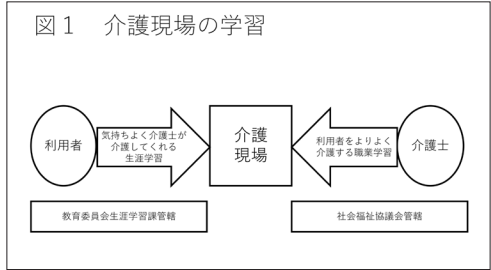 図１　介護現場の学習
利用者
気持ちよく介護士が
介護してくれる
生涯学習
介護
現場
利用者をよりよく
介護する職業学習
介護士
教育委員会生涯学習課管轄
社会福祉協議会管轄